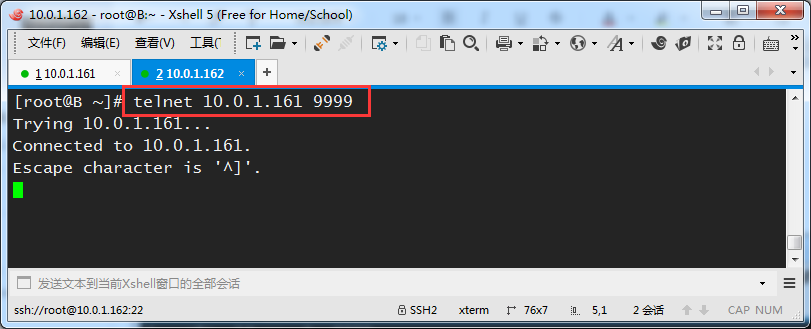 10.0.1.162 - root@B:~ - Xshell 5 (Free for Home/School)
文件(F) 编辑(E) 查看(V) 工具(
1 10.0.1.161
2 10.0.1.162
[root@B ~]# telnet 10.0.1.161 9999
Trying 10.0.1.161...
Connected to 10.0.1.161.
Escape character is '^]'.
发送文本到当前Xshell窗口的全部会话
ssh://root@10.0.1.162:22 SSH2 xterm 76x7 5,1 2 会话 CAP NUM